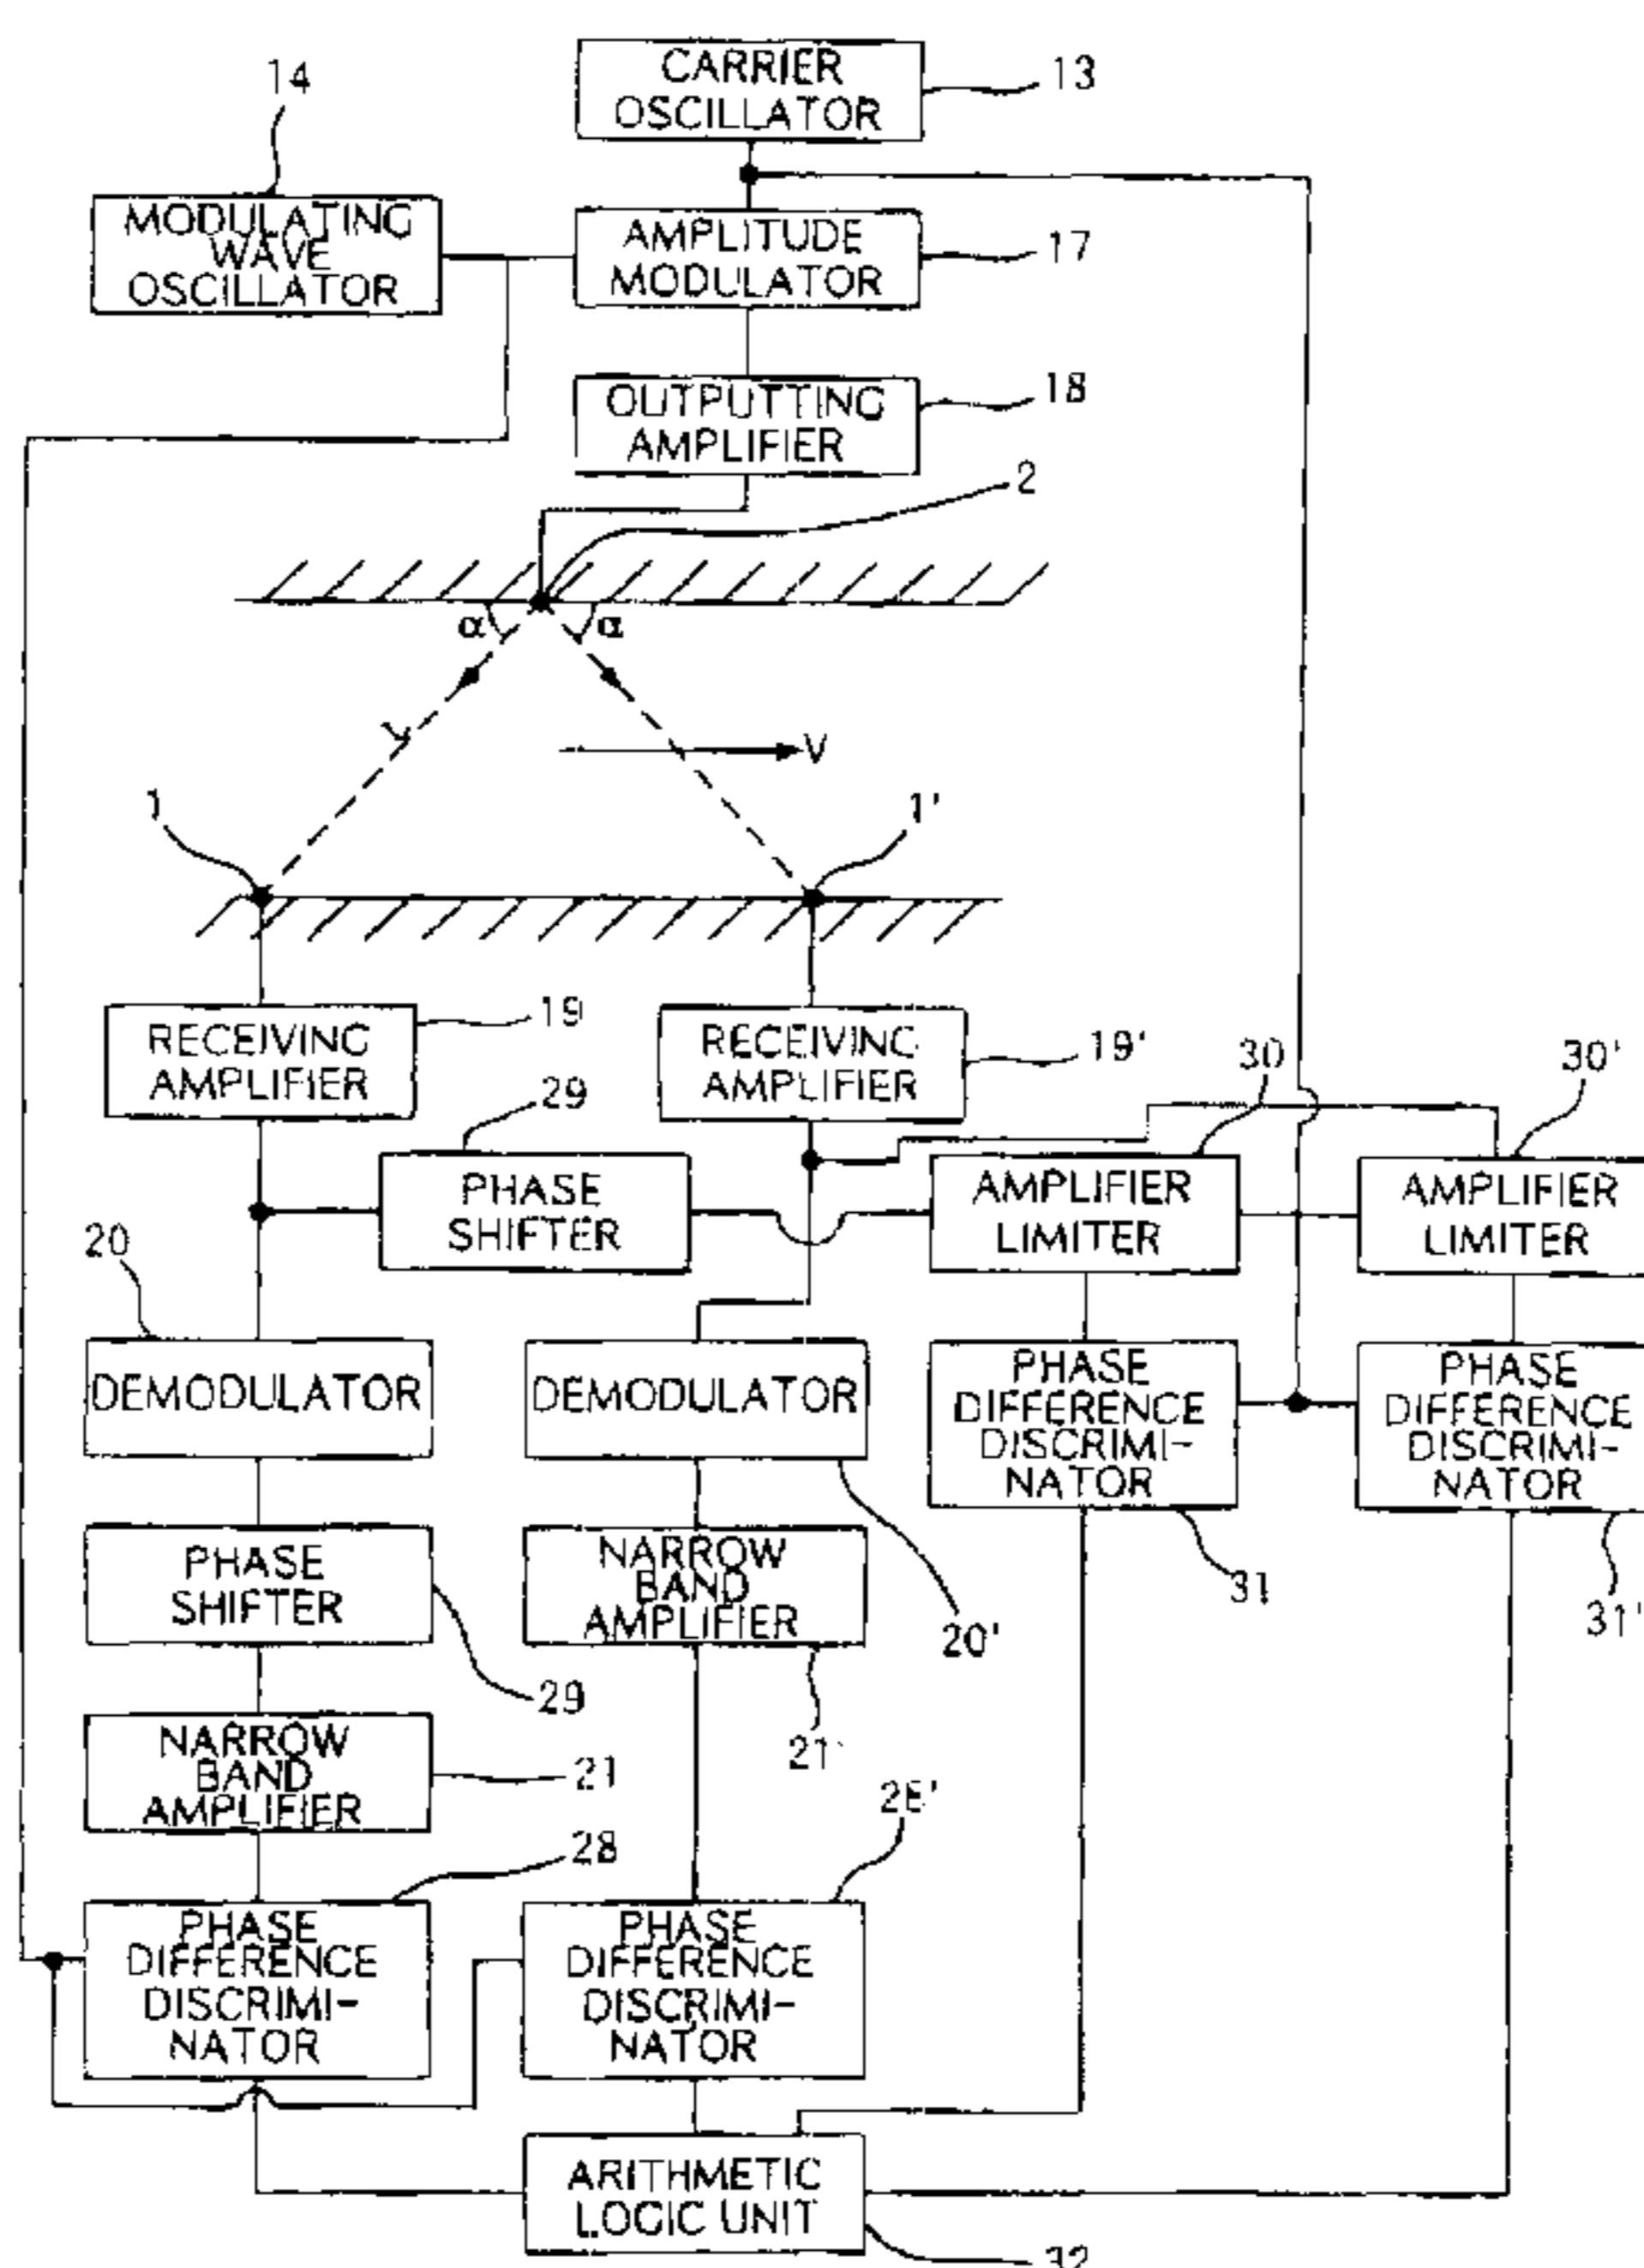 CARRIER
OSCILLATOR
13
14
MODULATING
WAVE
OSCILLATOR
AMPLITUDE
MODULATOR
17
OUTPUTTING
AMPLIFIER
18
2
α
α
V
1
1'
RECEIVING
AMPLIFIER
19
RECEIVING
AMPLIFIER
19'
29
PHASE
SHIFTER
30
AMPLIFIER
LIMITER
30'
AMPLIFIER
LIMITER
20
DEMODULATOR
DEMODULATOR
20'
PHASE
DIFFERENCE
DISCRIMI-
NATOR
31
PHASE
DIFFERENCE
DISCRIMI-
NATOR
31'
PHASE
SHIFTER
29
NARROW
BAND
AMPLIFIER
21'
NARROW
BAND
AMPLIFIER
21
28
PHASE
DIFFERENCE
DISCRIMI-
NATOR
PHASE
DIFFERENCE
DISCRIMI-
NATOR
ARITHMETIC
LOGIC UNIT
32